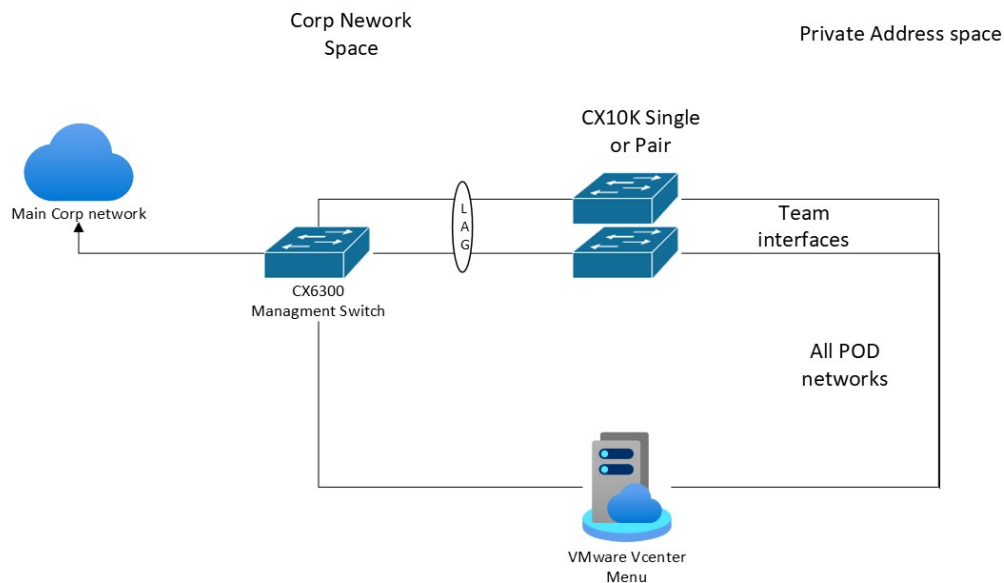 Corp Nework
Space
Private Address space
CX10K Single
or Pair
Main Corp network
L
A
G
Team
interfaces
CX6300
Managment Switch
All POD
networks
VMware Vcenter
Menu